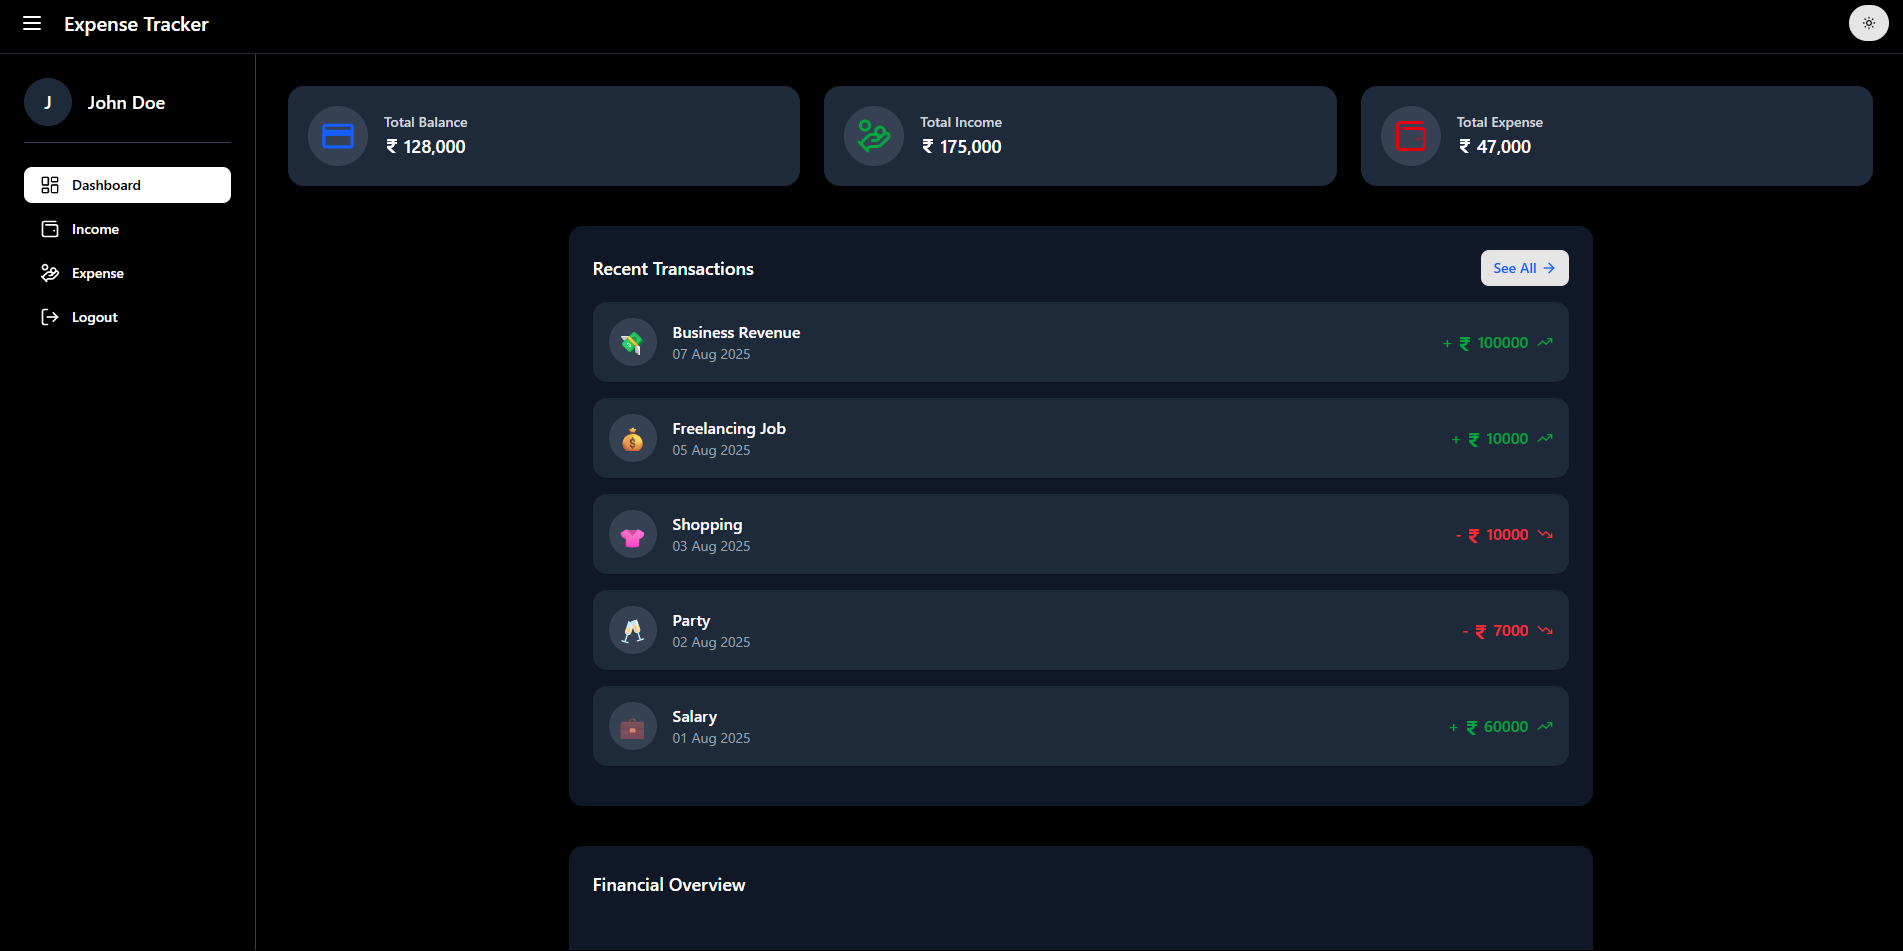 Expense Tracker
J
John Doe
Dashboard
Income
Expense
Logout
Total Balance
₹ 128,000
Total Income
₹ 175,000
Total Expense
₹ 47,000
Recent Transactions
See All
Business Revenue
07 Aug 2025
+ ₹ 100000
Freelancing Job
05 Aug 2025
+ ₹ 10000
Shopping
03 Aug 2025
- ₹ 10000
Party
02 Aug 2025
- ₹ 7000
Salary
01 Aug 2025
+ ₹ 60000
Financial Overview